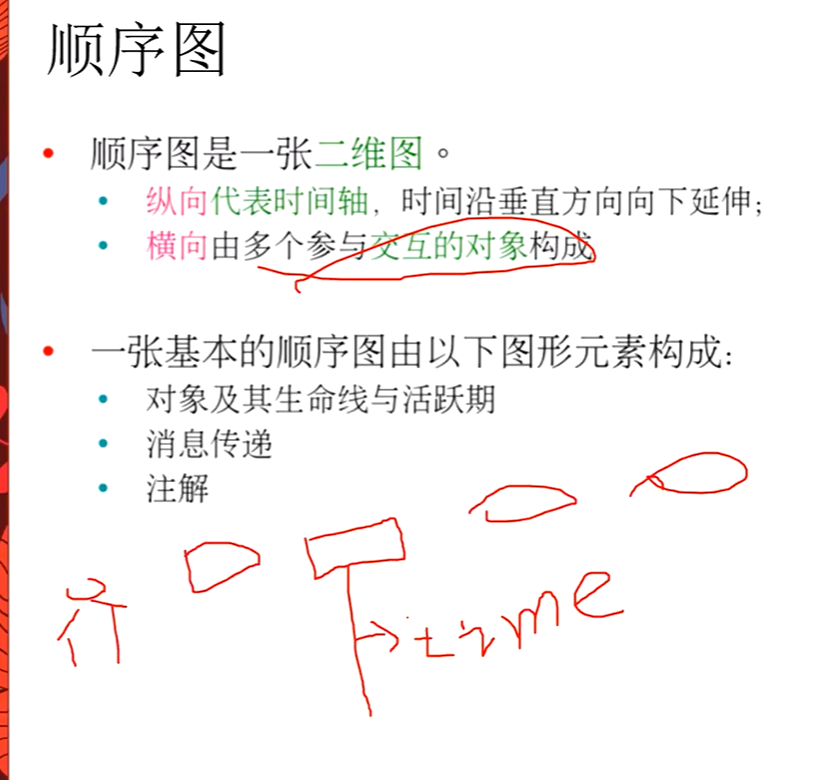 顺序图
• 顺序图是一张二维图。
• 纵向代表时间轴，时间沿垂直方向向下延伸；
• 横向由多个参与交互的对象构成
• 一张基本的顺序图由以下图形元素构成：
• 对象及其生命线与活跃期
• 消息传递
• 注解
time